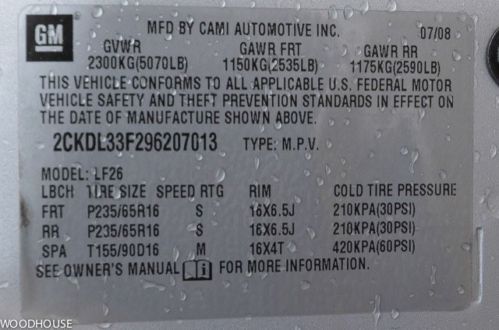 GM
MFD BY CAMI AUTOMOTIVE INC. 07/08
GVWR GAWR FRT GAWR RR
2300KG(5070LB) 1150KG(2535LB) 1175KG(2590LB)
THIS VEHICLE CONFORMS TO ALL APPLICABLE U.S. FEDERAL MOTOR
VEHICLE SAFETY AND THEFT PREVENTION STANDARDS IN EFFECT ON
THE DATE OF MANUFACTURE SHOWN ABOVE.
2CKDL33F296207013 TYPE: M.P.V.
MODEL: LF26
LBCH TIRE SIZE SPEED RTG RIM COLD TIRE PRESSURE
FRT P235/65R16 S 16X6.5J 210KPA(30PSI)
RR P235/65R16 S 16X6.5J 210KPA(30PSI)
SPA T155/90D16 M 16X4T 420KPA(60PSI)
SEE OWNER'S MANUAL FOR MORE INFORMATION.
WOODHOUSE